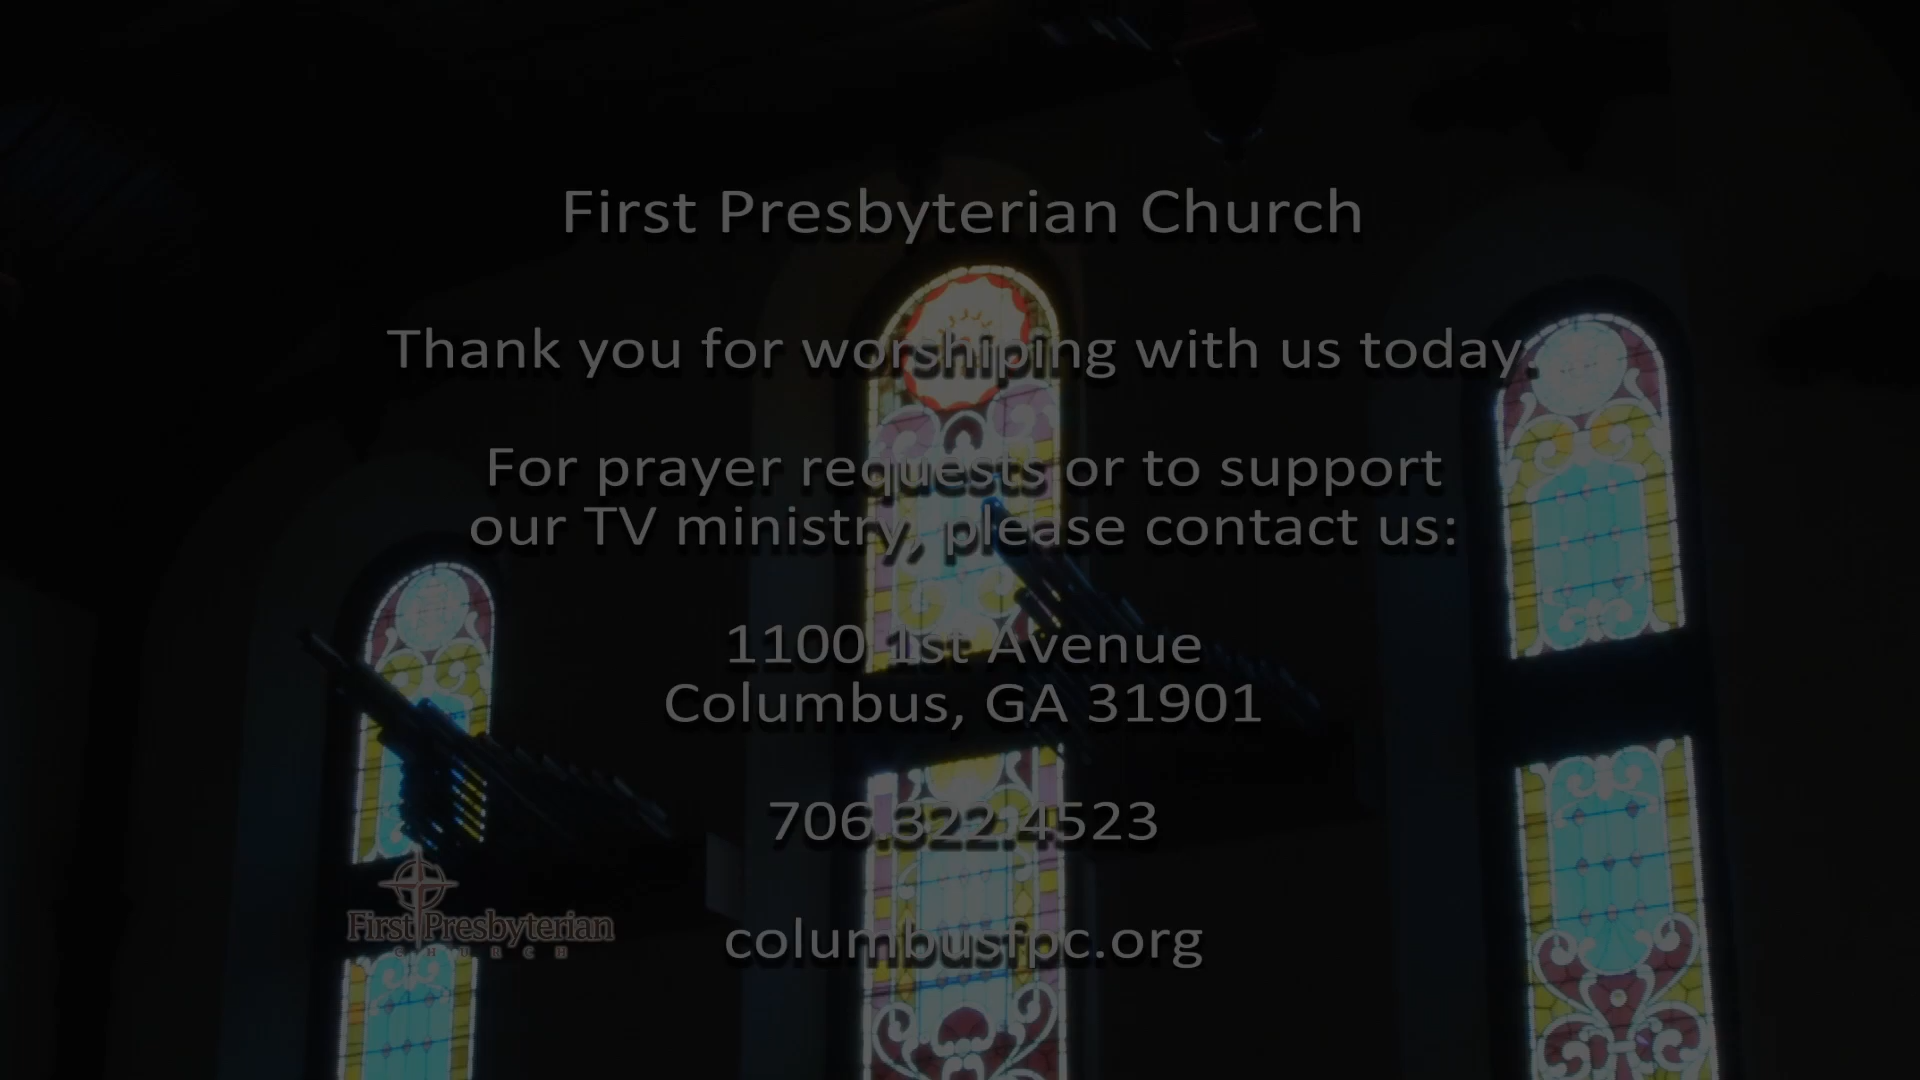 First Presbyterian Church
Thank you for worshiping with us today.
For prayer requests or to support
our TV ministry, please contact us:
1100 1st Avenue
Columbus, GA 31901
706.322.4523
columbusfpc.org
First Presbyterian
CHURCH